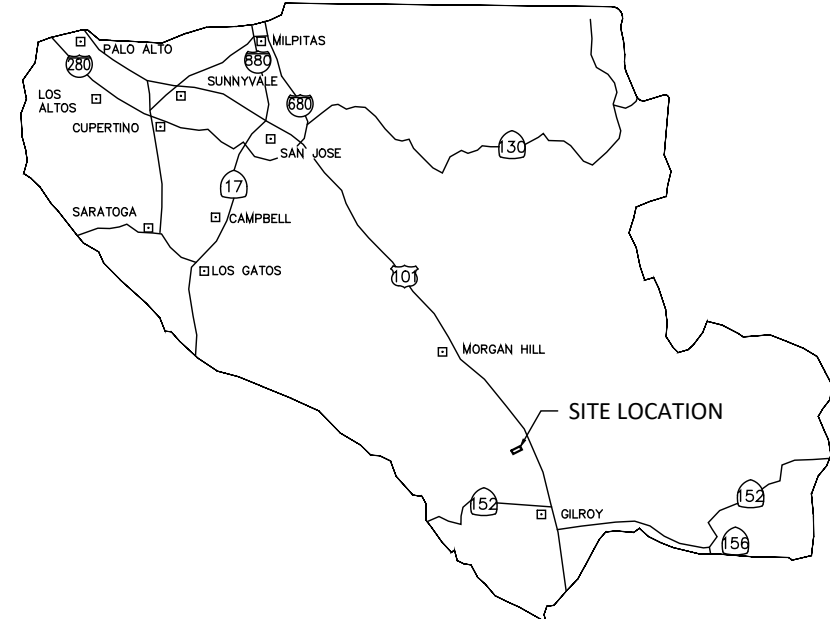 PALO ALTO
MILPITAS
280
880
SUNNYVALE
LOS
ALTOS
680
CUPERTINO
130
SAN JOSE
17
SARATOGA
CAMPBELL
LOS GATOS
101
MORGAN HILL
SITE LOCATION
152
152
GILROY
156